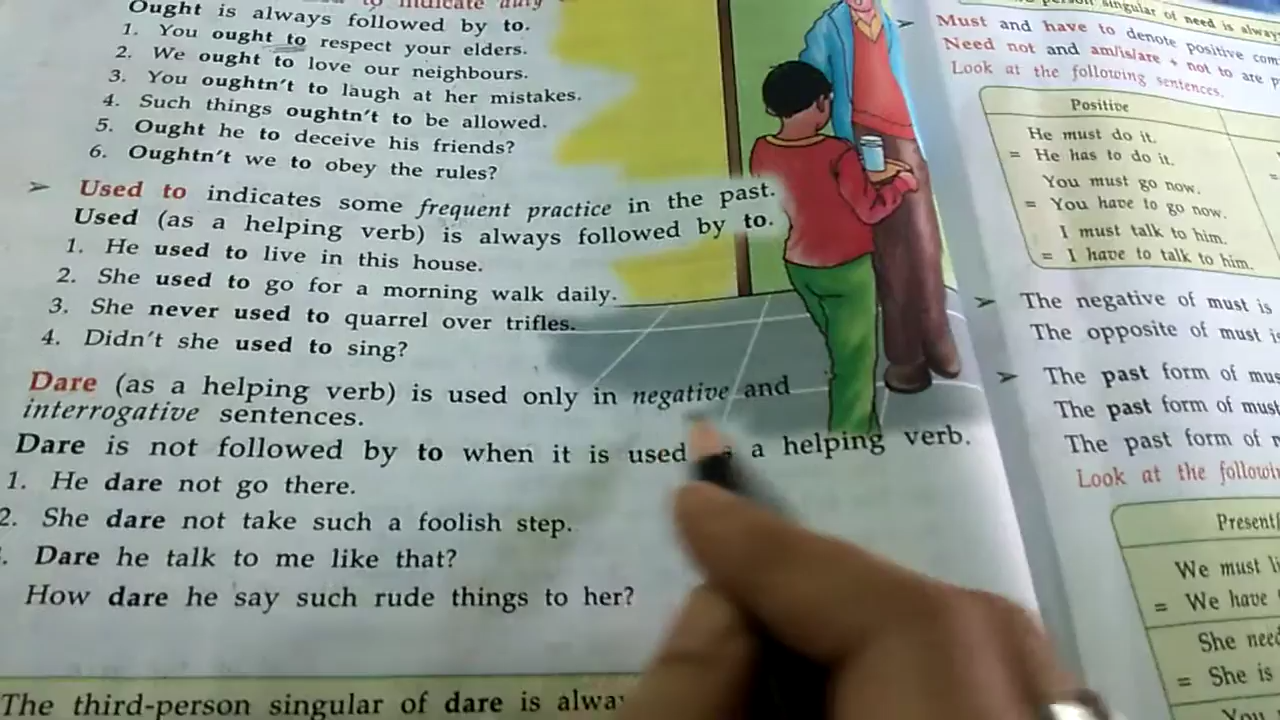 to indicate duty
Ought is always followed by to.
1. You ought to respect your elders.
2. We ought to love our neighbours.
3. You oughtn't to laugh at her mistakes.
4. Such things oughtn't to be allowed.
5. Ought he to deceive his friends?
6. Oughtn't we to obey the rules?
➢ Used to indicates some frequent practice in the past.
Used (as a helping verb) is always followed by to.
1. He used to live in this house.
2. She used to go for a morning walk daily.
3. She never used to quarrel over trifles.
4. Didn't she used to sing?
Dare (as a helping verb) is used only in negative and
interrogative sentences.
Dare is not followed by to when it is used a helping verb.
1. He dare not go there.
2. She dare not take such a foolish step.
. Dare he talk to me like that?
How dare he say such rude things to her?
The third-person singular of dare is
singular of need is
➢ Must and have to denote positive
Need not and am/is/are + not to are
Look at the following sentences.
Positive
He must do it.
= He has to do it.
You must go now.
= You have to go now.
I must talk to him.
= I have to talk to him.
=
➢ The negative of must is
The opposite of must
➢ The past form of
The past form of must
The past form of
Look at the
We must
= We have
She
= She is
You